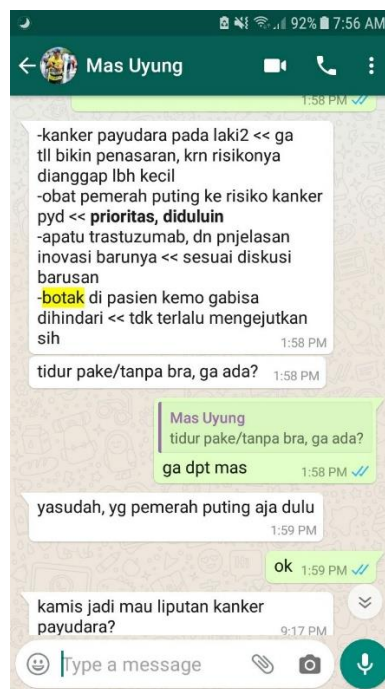 92% 7:56 AM
Mas Uyung
1:58 PM
-kanker payudara pada laki2 << ga
tll bikin penasaran, krn risikonya
dianggap lbh kecil
-obat pemerah puting ke risiko kanker
pyd << prioritas, diduluin
-apatu trastuzumab, dn pnjelasan
inovasi barunya << sesuai diskusi
barusan
-botak di pasien kemo gabisa
dihindari << tdk terlalu mengejutkan
sih 1:58 PM
tidur pake/tanpa bra, ga ada? 1:58 PM
Mas Uyung
tidur pake/tanpa bra, ga ada?
ga dpt mas 1:58 PM
yasudah, yg pemerah puting aja dulu
1:59 PM
ok 1:59 PM
kamis jadi mau liputan kanker
payudara? 9:17 PM
Type a message